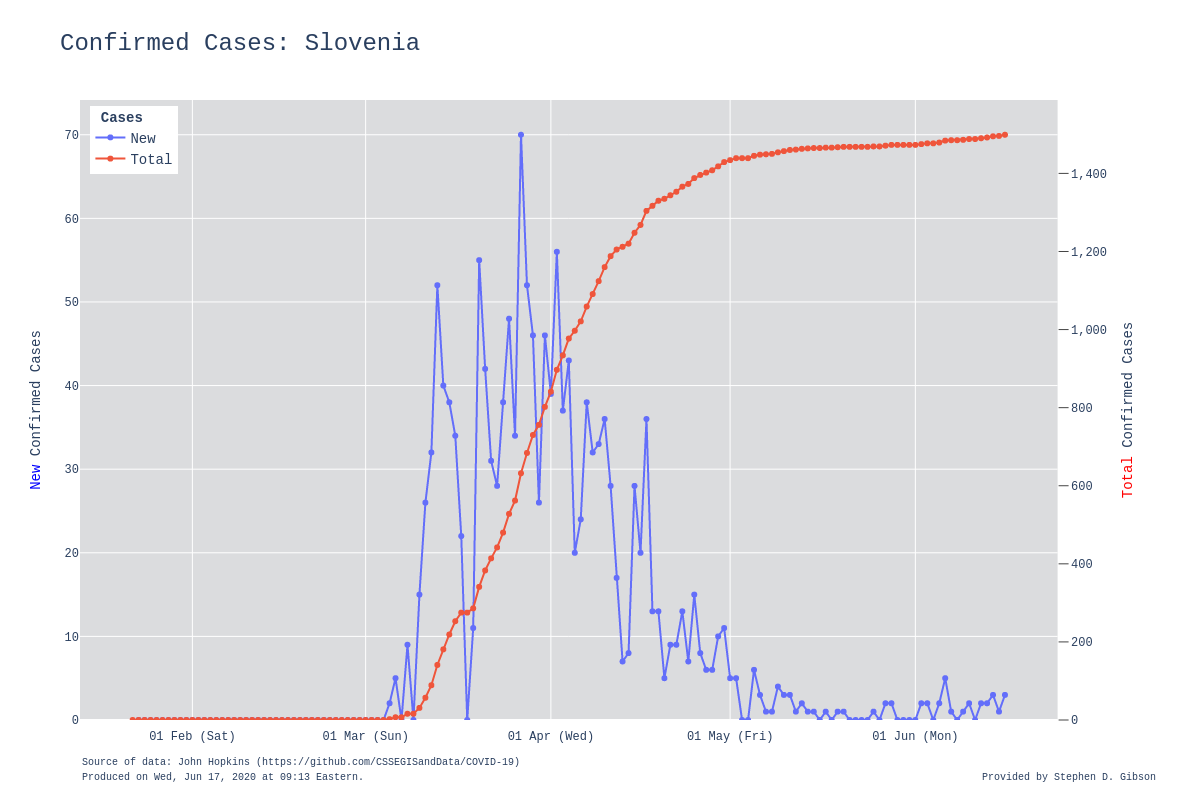 Confirmed Cases: Slovenia
Cases
New
Total
70
60
50
40
30
20
10
0
New Confirmed Cases
1,400
1,200
1,000
800
600
400
200
0
Total Confirmed Cases
01 Feb (Sat)
01 Mar (Sun)
01 Apr (Wed)
01 May (Fri)
01 Jun (Mon)
Source of data: John Hopkins (https://github.com/CSSEGISandData/COVID-19)
Produced on Wed, Jun 17, 2020 at 09:13 Eastern.
Provided by Stephen D. Gibson